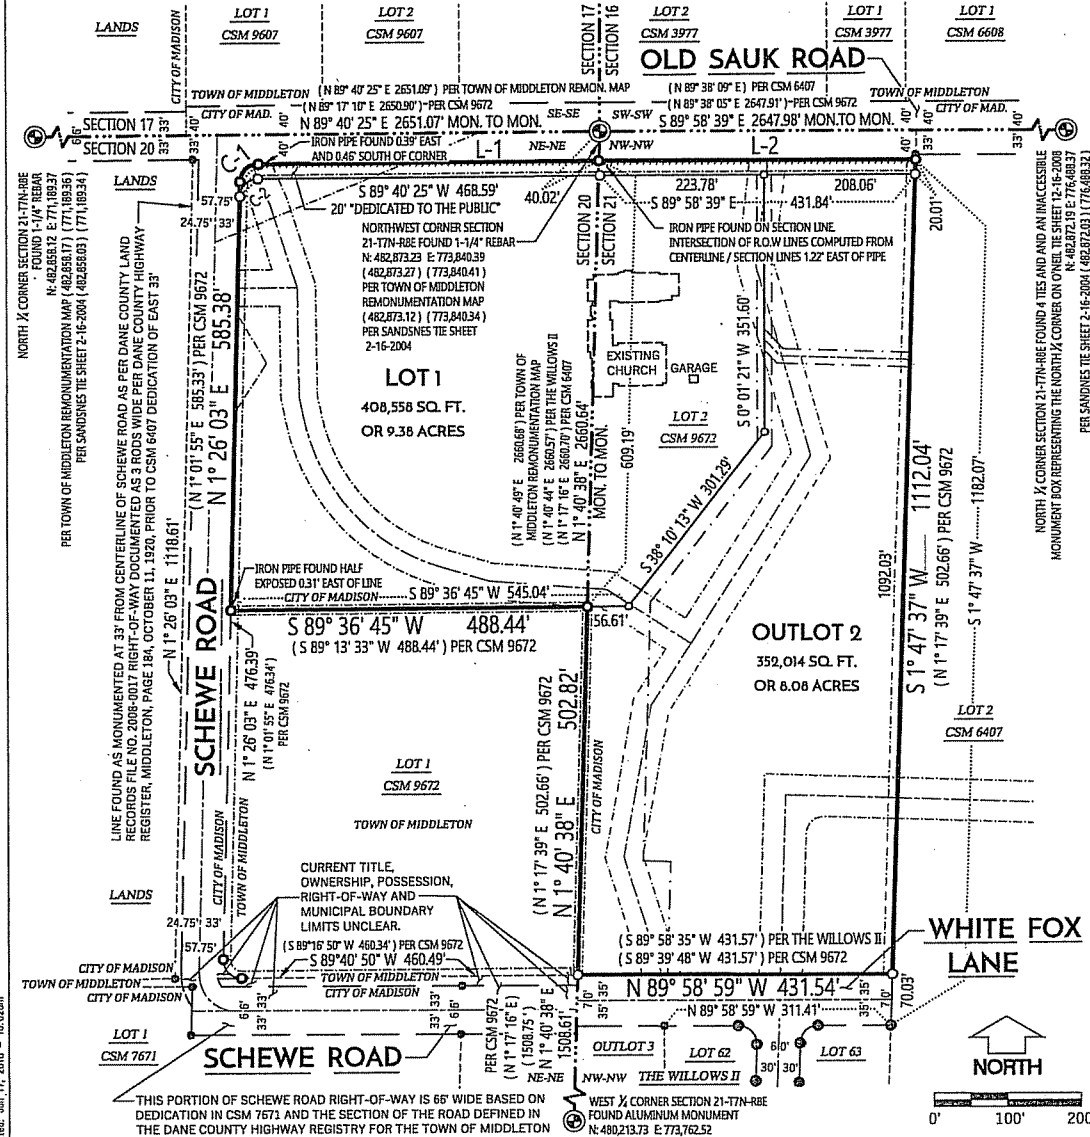 LANDS
LOT 1
CSM 9607
LOT 2
CSM 9607
SECTION 17
SECTION 16
LOT 2
CSM 3977
LOT 1
CSM 3977
LOT 1
CSM 6608
CITY OF MADISON
OLD SAUK ROAD
TOWN OF MIDDLETON
CITY OF MAD.
(N 89° 40' 25" E 2651.09') PER TOWN OF MIDDLETON REMON. MAP
(N 89° 17' 10" E 2650.90')-PER CSM 9672
N 89° 40' 25" E 2651.07' MON. TO MON.
SE-SE
SW-SW
(N 89° 38' 09" E) PER CSM 6407
(N 89° 38' 05" E 2647.91')-PER CSM 9672
S 89° 58' 39" E 2647.98' MON.TO MON.
TOWN OF MIDDLETON
CITY OF MAD.
SECTION 17
SECTION 20
33' 33'
66'
40'
40'
40'
40'
33' 33'
66'
NE-NE
NW-NW
IRON PIPE FOUND 0.39' EAST
AND 0.46' SOUTH OF CORNER
C-1
C-2
L-1
L-2
LANDS
57.75'
24.75' 33'
S 89° 40' 25" W 468.59'
20' "DEDICATED TO THE PUBLIC"
40.02'
223.78'
208.06'
S 89° 58' 39" E
431.84'
20.01'
NORTHWEST CORNER SECTION
21-T7N-R8E FOUND 1-1/4" REBAR
N: 482,873.23 E: 773,840.39
(482,873.27) (773,840.41)
PER TOWN OF MIDDLETON
REMONUMENTATION MAP
(482,873.12) (773,840.34)
PER SANDSNES TIE SHEET
2-16-2004
SECTION 20
SECTION 21
IRON PIPE FOUND ON SECTION LINE.
INTERSECTION OF R.O.W LINES COMPUTED FROM
CENTERLINE / SECTION LINES 1.22' EAST OF PIPE
NORTH ¼ CORNER SECTION 21-T7N-R8E
FOUND 1-1/4" REBAR
N: 482,858.12 E: 771,189.37
PER TOWN OF MIDDLETON REMONUMENTATION MAP (482,858.17) (771,189.36)
PER SANDSNES TIE SHEET 2-16-2004 (482,858.03) (771,189.34)
LINE FOUND AS MONUMENTED AT 33' FROM CENTERLINE OF SCHEWE ROAD AS PER DANE COUNTY LAND
RECORDS FILE NO. 2008-0017 RIGHT-OF-WAY DOCUMENTED AS 3 RODS WIDE PER DANE COUNTY HIGHWAY
REGISTER, MIDDLETON, PAGE 184, OCTOBER 11, 1920, PRIOR TO CSM 6407 DEDICATION OF EAST 33'
N 1° 26' 03" E 1118.61'
(N 1° 01' 55" E 585.33') PER CSM 9672
N 1° 26' 03" E 585.38'
LOT 1
408,558 SQ. FT.
OR 9.38 ACRES
EXISTING
CHURCH
GARAGE
LOT 2
CSM 9673
S 0° 01' 21" W 351.60'
(N 1° 40' 49" E 2660.68') PER TOWN OF
MIDDLETON REMONUMENTATION MAP
(N 1° 40' 44" E 2660.57') PER THE WILLOWS II
(N 1° 17' 16" E 2660.70') PER CSM 6407
N 1° 40' 38" E 2660.64'
MON. TO MON.
609.19'
S 38° 10' 13" W 301.29'
S 1° 47' 37" W 1112.04'
(N 1° 17' 39" E 502.66') PER CSM 9672
1092.03'
S 1° 47' 37" W 1182.07'
NORTH ¼ CORNER SECTION 21-T7N-R8E FOUND 4 TIES AND AND AN INACCESSIBLE
MONUMENT BOX REPRESENTING THE NORTH ¼ CORNER ON O'NEIL TIE SHEET 12-16-2008
N: 482,872.19 E: 776,488.37
PER SANDSNES TIE SHEET 2-16-2004 (482,872.03) (776,488.32)
IRON PIPE FOUND HALF
EXPOSED 0.31' EAST OF LINE
CITY OF MADISON
S 89° 36' 45" W 545.04'
S 89° 36' 45" W 488.44'
(S 89° 13' 33" W 488.44') PER CSM 9672
56.61'
OUTLOT 2
352,014 SQ. FT.
OR 8.08 ACRES
LOT 2
CSM 6407
SCHEWE ROAD
N 1° 26' 03" E 476.39'
(N 1° 01' 55" E 476.34')
PER CSM 9672
LOT 1
CSM 9672
TOWN OF MIDDLETON
(N 1° 17' 39" E 502.66') PER CSM 9672
N 1° 40' 38" E 502.82'
CITY OF MADISON
CITY OF MADISON
TOWN OF MIDDLETON
LANDS
CURRENT TITLE,
OWNERSHIP, POSSESSION,
RIGHT-OF-WAY AND
MUNICIPAL BOUNDARY
LIMITS UNCLEAR.
24.75' 33'
57.75'
(S 89°16' 50" W 460.34') PER CSM 9672
S 89°40' 50" W 460.49'
CITY OF MADISON
TOWN OF MIDDLETON
CITY OF MADISON
TOWN OF MIDDLETON
CITY OF MADISON
33' 33'
66'
33' 33'
66'
(S 89° 58' 35" W 431.57') PER THE WILLOWS II
(S 89° 39' 48" W 431.57') PER CSM 9672
N 89° 58' 59" W 431.54'
N 89° 58' 59" W 311.41'
WHITE FOX
LANE
35' 35'
70'
35' 35'
70'
70.03'
LOT 1
CSM 7671
SCHEWE ROAD
PER CSM 9672
(N 1° 17' 16" E)
(1508.75')
N 1° 40' 38" E
1508.61'
NE-NE
NW-NW
OUTLOT 3
LOT 62
60'
30' 30'
LOT 63
THE WILLOWS II
NORTH
0' 100' 200'
THIS PORTION OF SCHEWE ROAD RIGHT-OF-WAY IS 66' WIDE BASED ON
DEDICATION IN CSM 7671 AND THE SECTION OF THE ROAD DEFINED IN
THE DANE COUNTY HIGHWAY REGISTRY FOR THE TOWN OF MIDDLETON
WEST ¼ CORNER SECTION 21-T7N-R8E
FOUND ALUMINUM MONUMENT
N: 480,213.73 E: 773,762.52